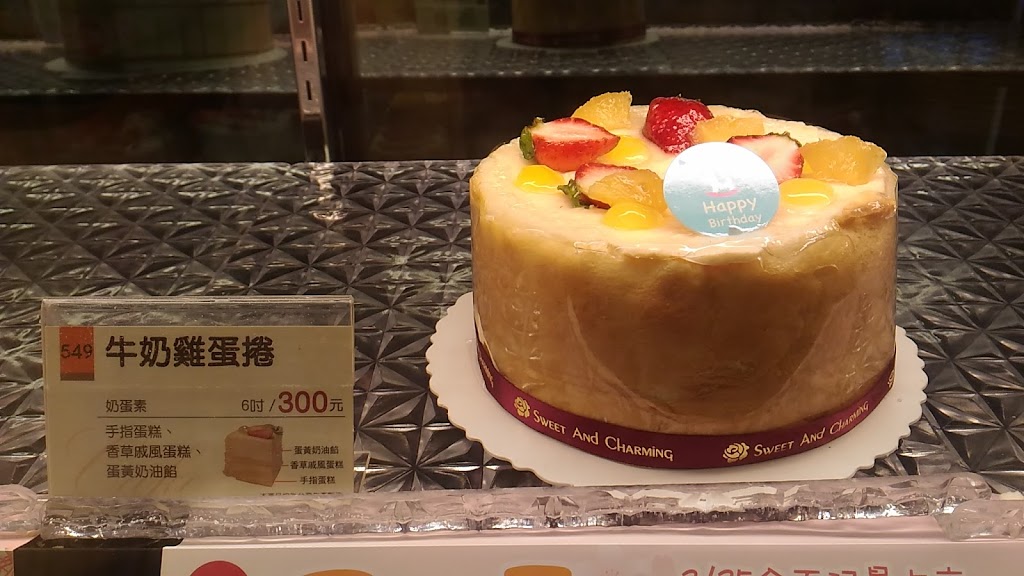 Happy
Birthday
549 牛奶雞蛋捲
奶蛋素 6吋/300元
手指蛋糕、
香草戚風蛋糕、
蛋黃奶油餡
蛋黃奶油餡
香草戚風蛋糕
手指蛋糕
SWEET AND CHARMING SWEET AND CHARMING